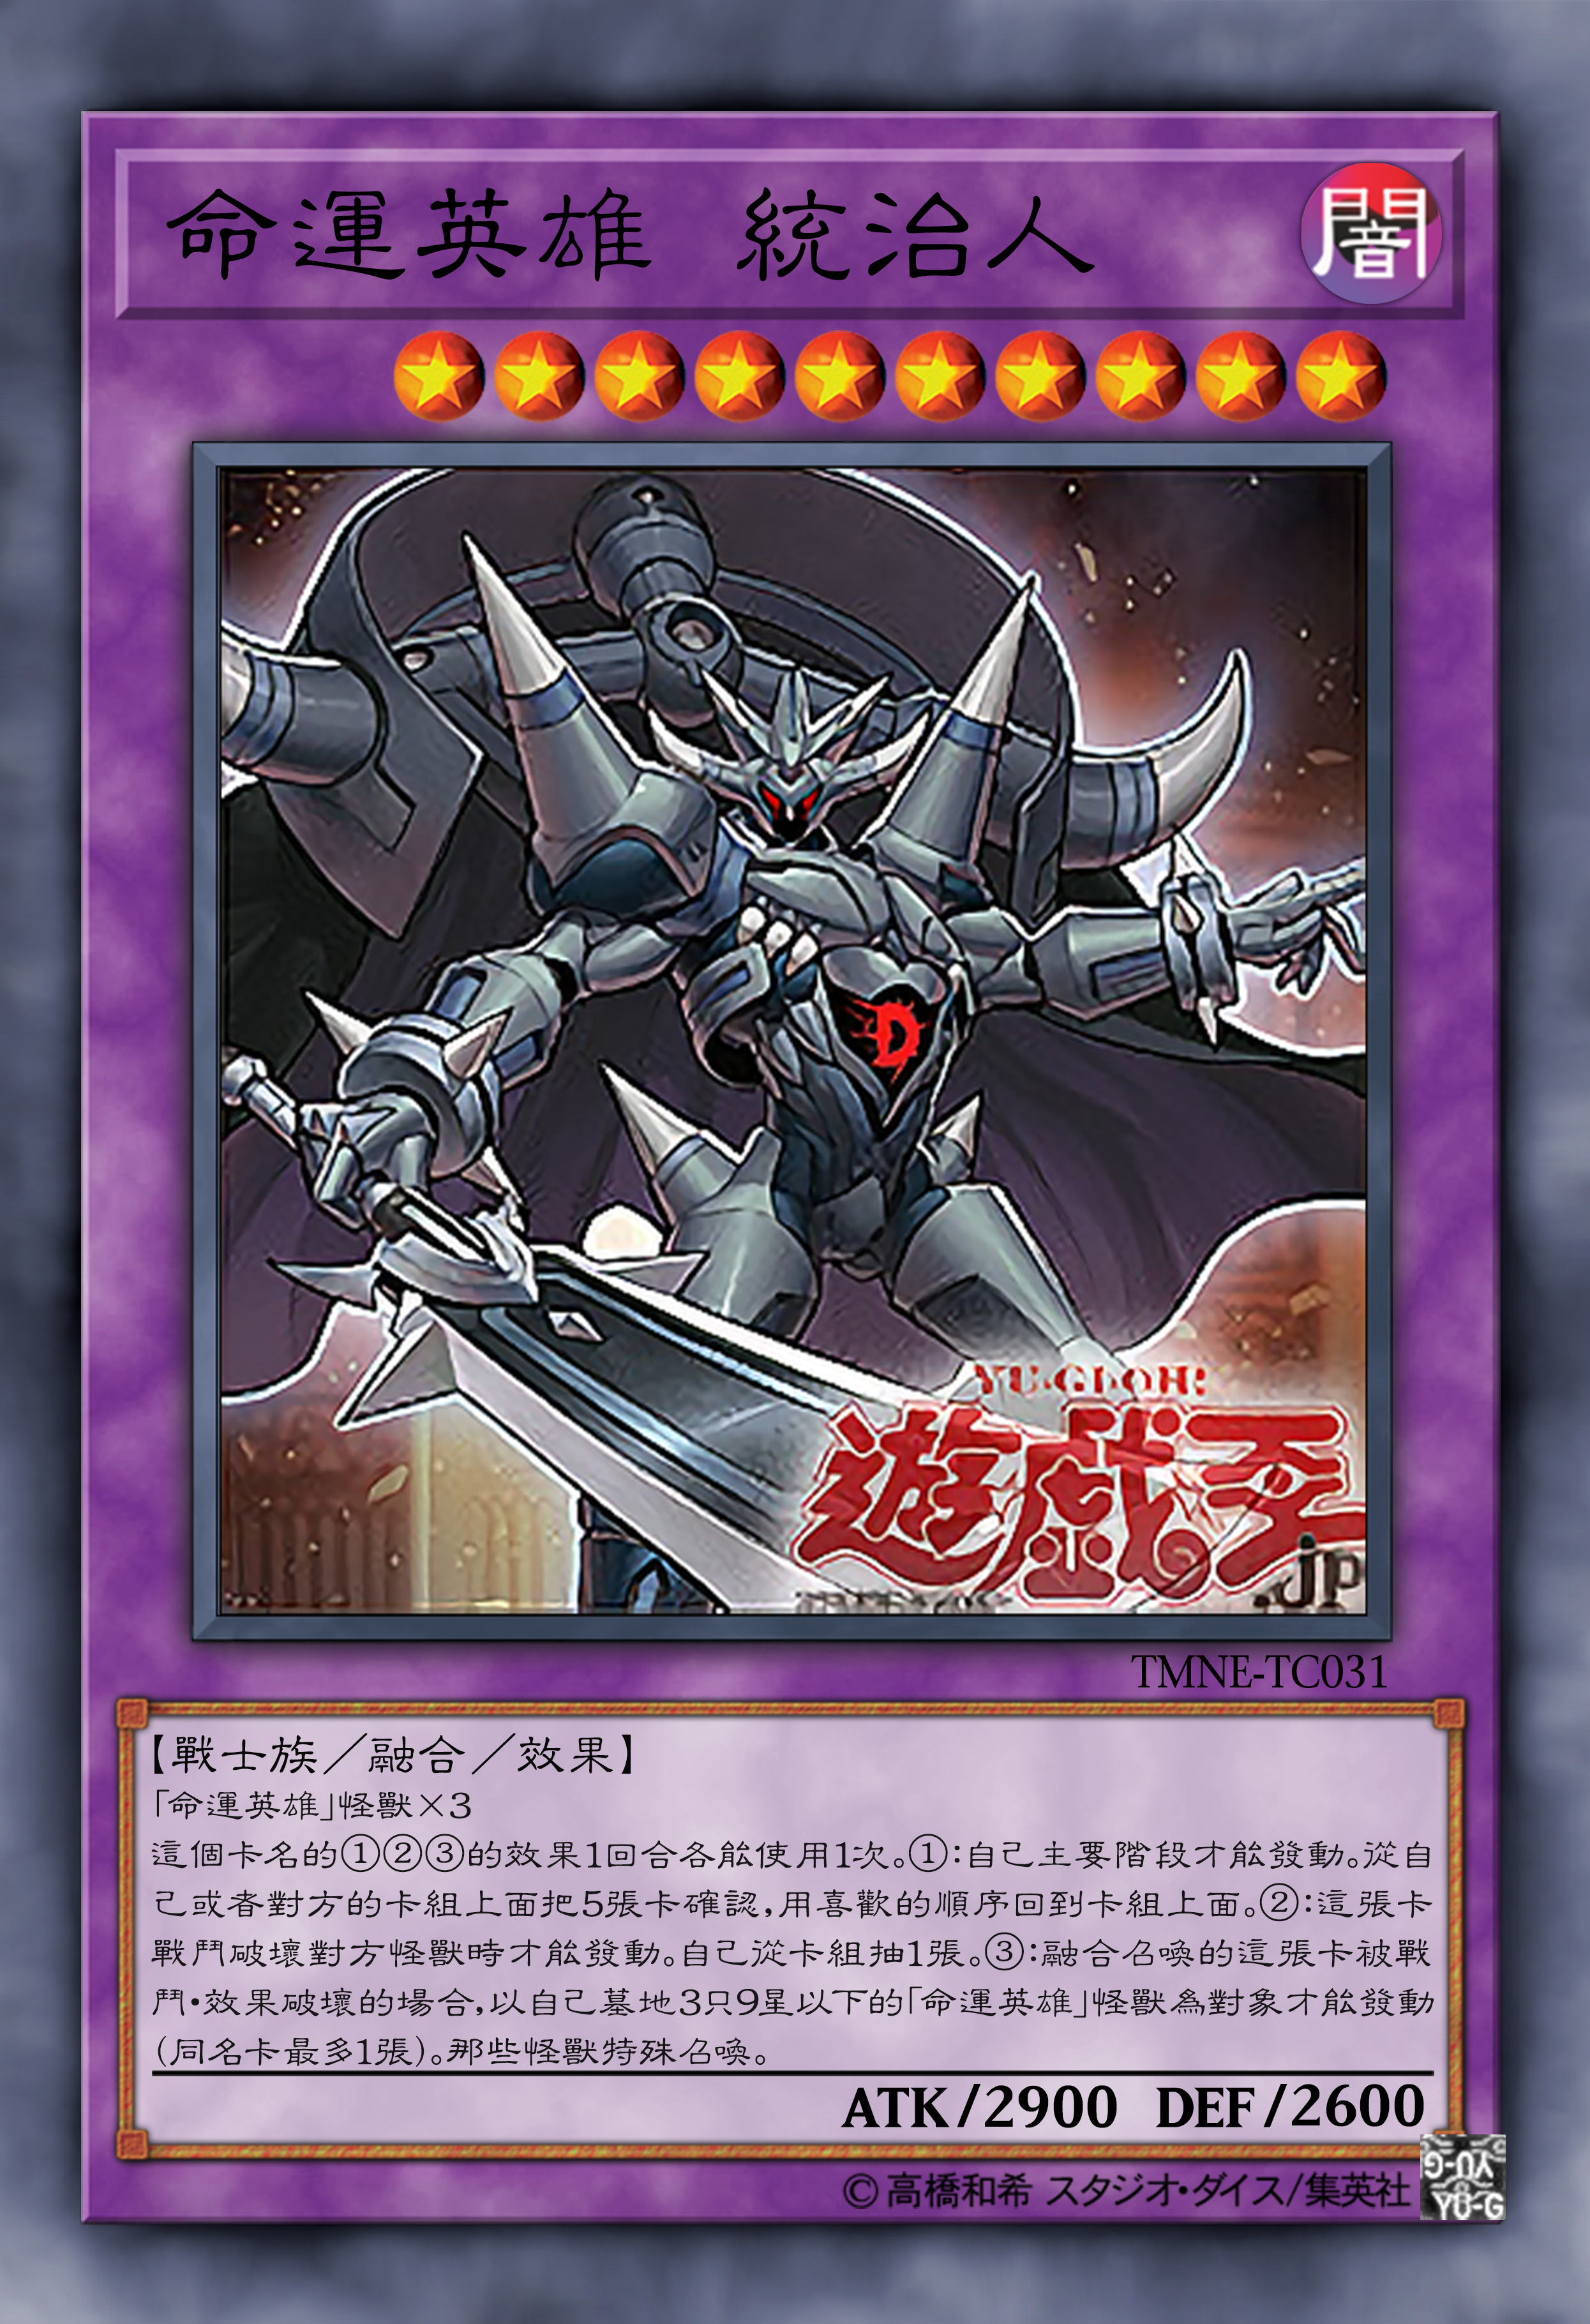 命運英雄 統治人
闇
D
YU-GI-OH!
遊戯王
.jp
TMNE-TC031
【戰士族／融合／效果】
「命運英雄」怪獸×3
這個卡名的①②③的效果1回合各能使用1次。①：自己主要階段才能發動。從自
己或者對方的卡組上面把5張卡確認，用喜歡的順序回到卡組上面。②：這張卡
戰鬥破壞對方怪獸時才能發動。自己從卡組抽1張。③：融合召喚的這張卡被戰
鬥・效果破壞的場合，以自己墓地3只9星以下的「命運英雄」怪獸為對象才能發動
（同名卡最多1張）。那些怪獸特殊召喚。
ATK/2900 DEF/2600
©高橋和希 スタジオ・ダイス/集英社